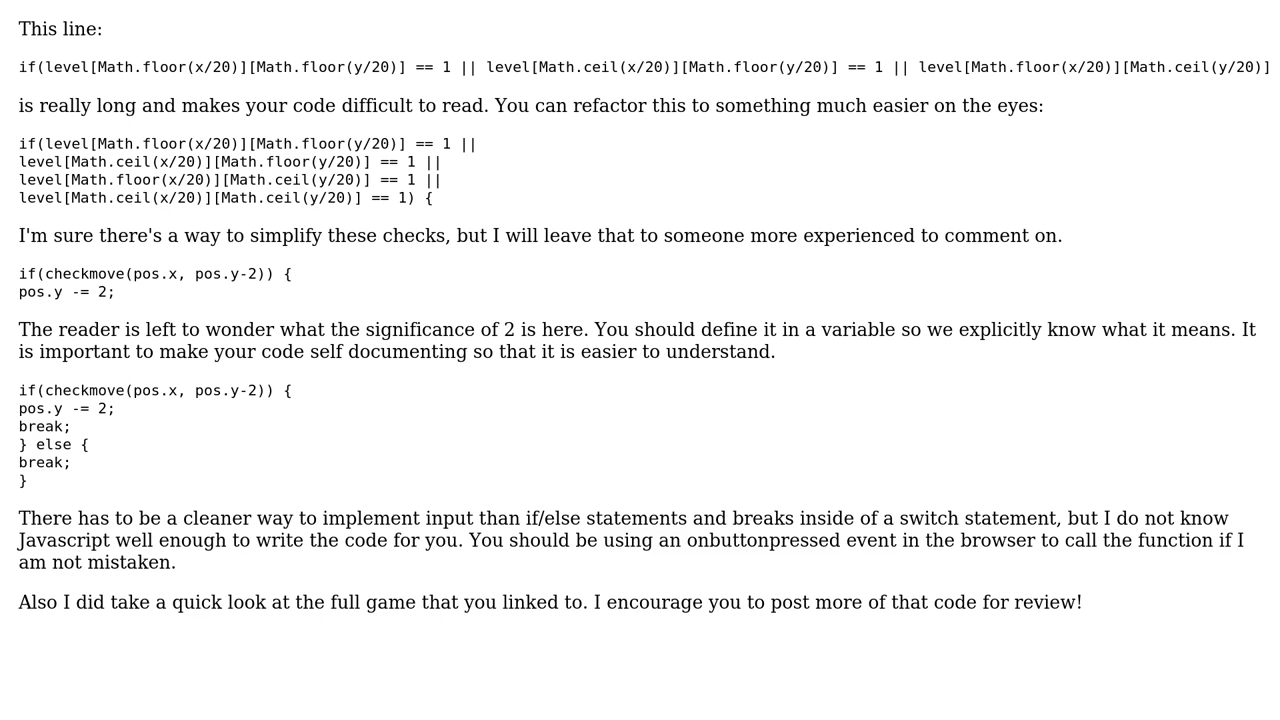 This line:
if(level[Math.floor(x/20)][Math.floor(y/20)] == 1 || level[Math.ceil(x/20)][Math.floor(y/20)] == 1 || level[Math.floor(x/20)][Math.ceil(y/20)]
is really long and makes your code difficult to read. You can refactor this to something much easier on the eyes:
if(level[Math.floor(x/20)][Math.floor(y/20)] == 1 ||
level[Math.ceil(x/20)][Math.floor(y/20)] == 1 ||
level[Math.floor(x/20)][Math.ceil(y/20)] == 1 ||
level[Math.ceil(x/20)][Math.ceil(y/20)] == 1) {
I'm sure there's a way to simplify these checks, but I will leave that to someone more experienced to comment on.
if(checkmove(pos.x, pos.y-2)) {
pos.y -= 2;
The reader is left to wonder what the significance of 2 is here. You should define it in a variable so we explicitly know what it means. It
is important to make your code self documenting so that it is easier to understand.
if(checkmove(pos.x, pos.y-2)) {
pos.y -= 2;
break;
} else {
break;
}
There has to be a cleaner way to implement input than if/else statements and breaks inside of a switch statement, but I do not know
Javascript well enough to write the code for you. You should be using an onbuttonpressed event in the browser to call the function if I
am not mistaken.
Also I did take a quick look at the full game that you linked to. I encourage you to post more of that code for review!